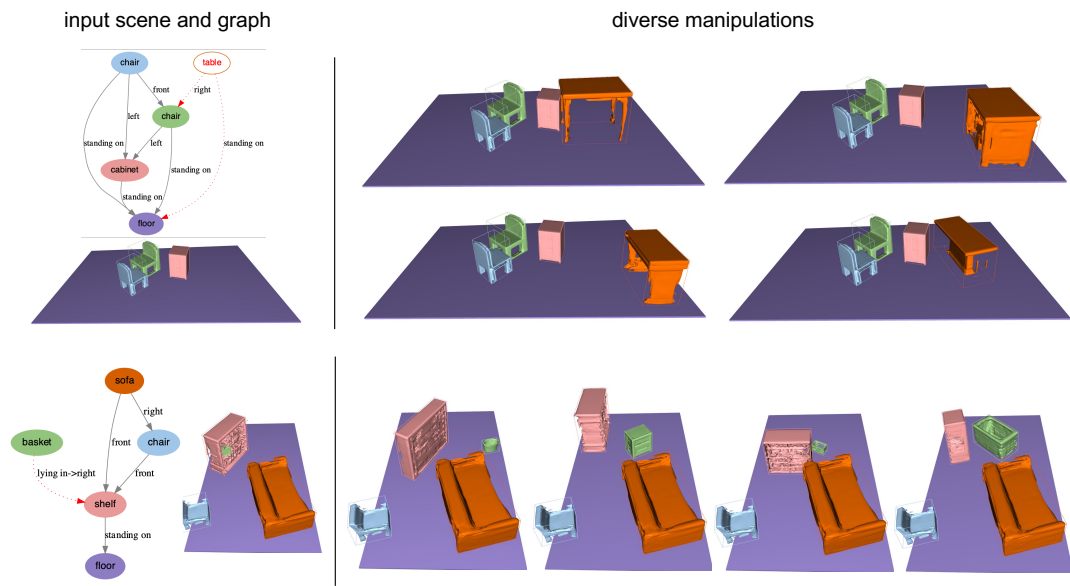 input scene and graph
diverse manipulations
chair
table
front
right
chair
left
left
standing on
standing on
standing on
cabinet
standing on
floor
sofa
right
front
basket
chair
lying in->right
front
shelf
standing on
floor